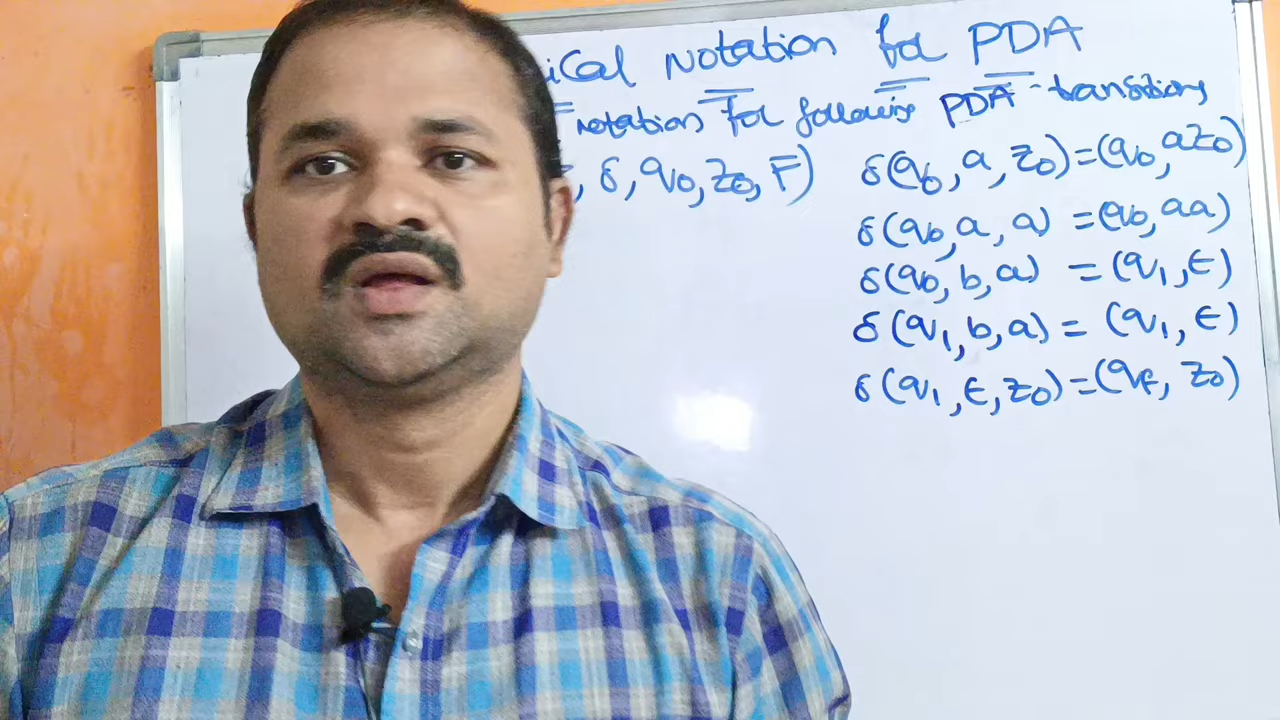 ical notation for PDA
notations for following PDA transitions
, δ, q0, z0, F) δ(q0, a, z0) = (q0, az0)
δ(q0, a, a) = (q0, aa)
δ(q0, b, a) = (q1, ε)
δ(q1, b, a) = (q1, ε)
δ(q1, ε, z0) = (qf, z0)